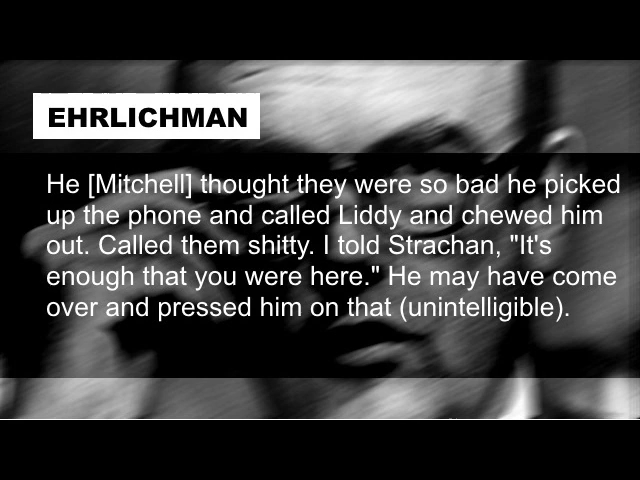 EHRLICHMAN
He [Mitchell] thought they were so bad he picked
up the phone and called Liddy and chewed him
out. Called them shitty. I told Strachan, "It's
enough that you were here." He may have come
over and pressed him on that (unintelligible).